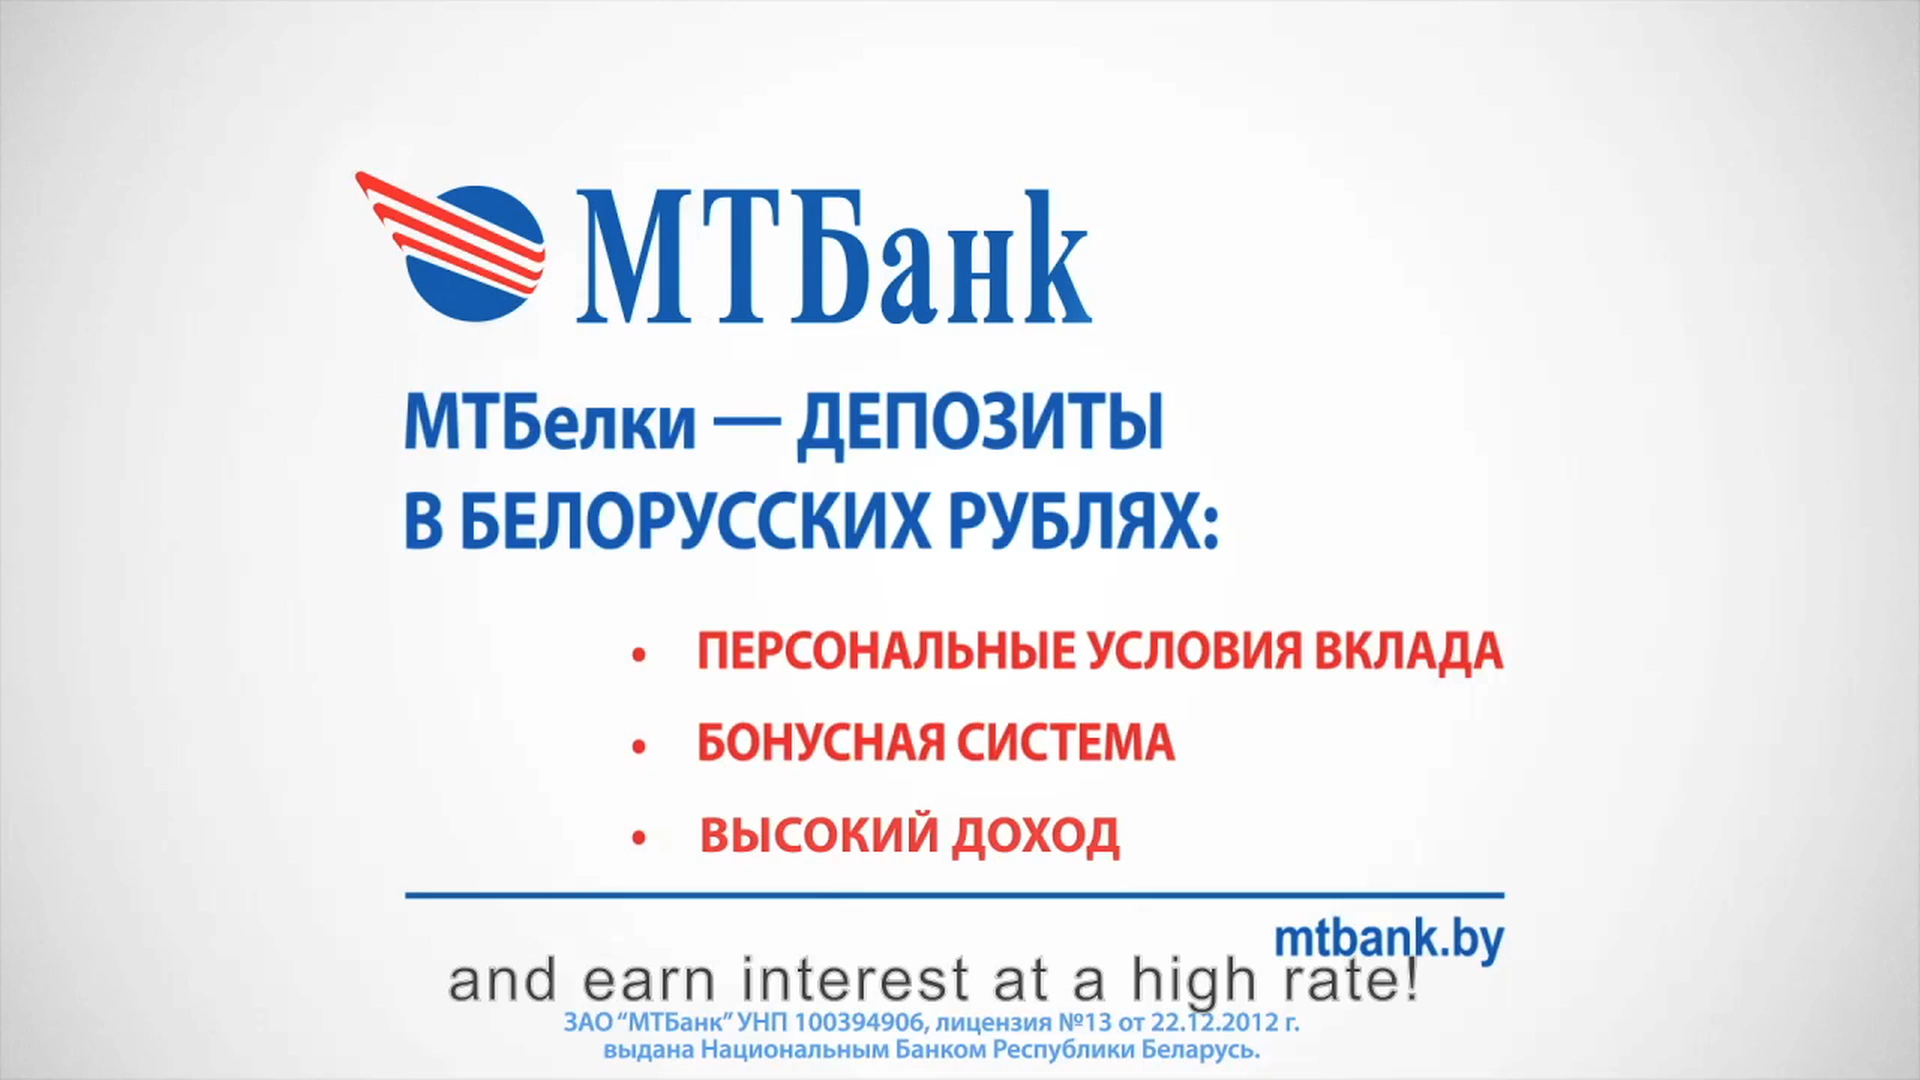 МТБанк
МТБелки — ДЕПОЗИТЫ
В БЕЛОРУССКИХ РУБЛЯХ:
• ПЕРСОНАЛЬНЫЕ УСЛОВИЯ ВКЛАДА
• БОНУСНАЯ СИСТЕМА
• ВЫСОКИЙ ДОХОД
mtbank.by
and earn interest at a high rate!
ЗАО “МТБанк” УНП 100394906, лицензия №13 от 22.12.2012 г.
выдана Национальным Банком Республики Беларусь.